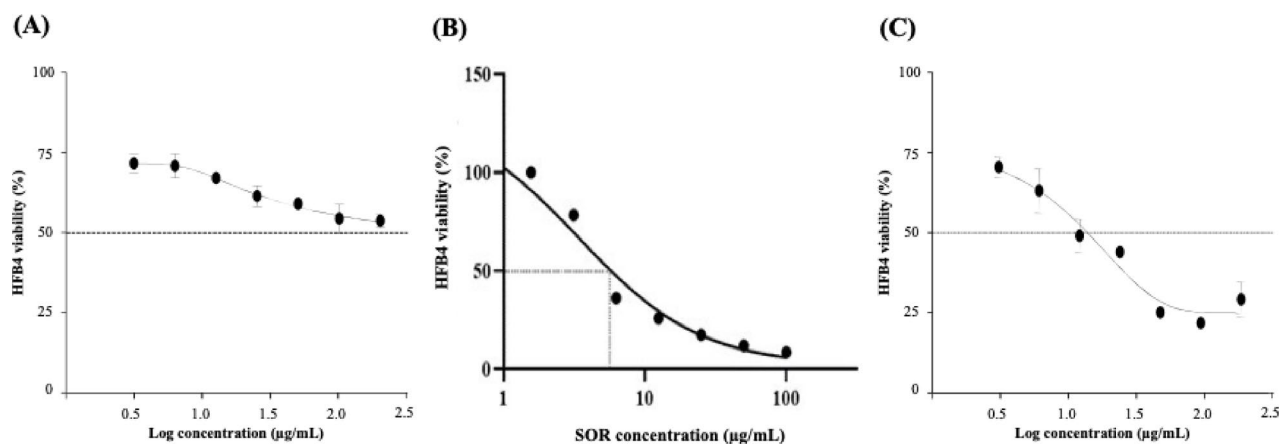 (A)
100
75
50
25
0
HFB4 viability (%)
0.5 1.0 1.5 2.0 2.5
Log concentration (µg/mL)
(B)
150
100
50
0
HFB4 viability (%)
1 10 100
SOR concentration (µg/mL)
(C)
100
75
50
25
0
HFB4 viability (%)
0.5 1.0 1.5 2.0 2.5
Log concentration (µg/mL)